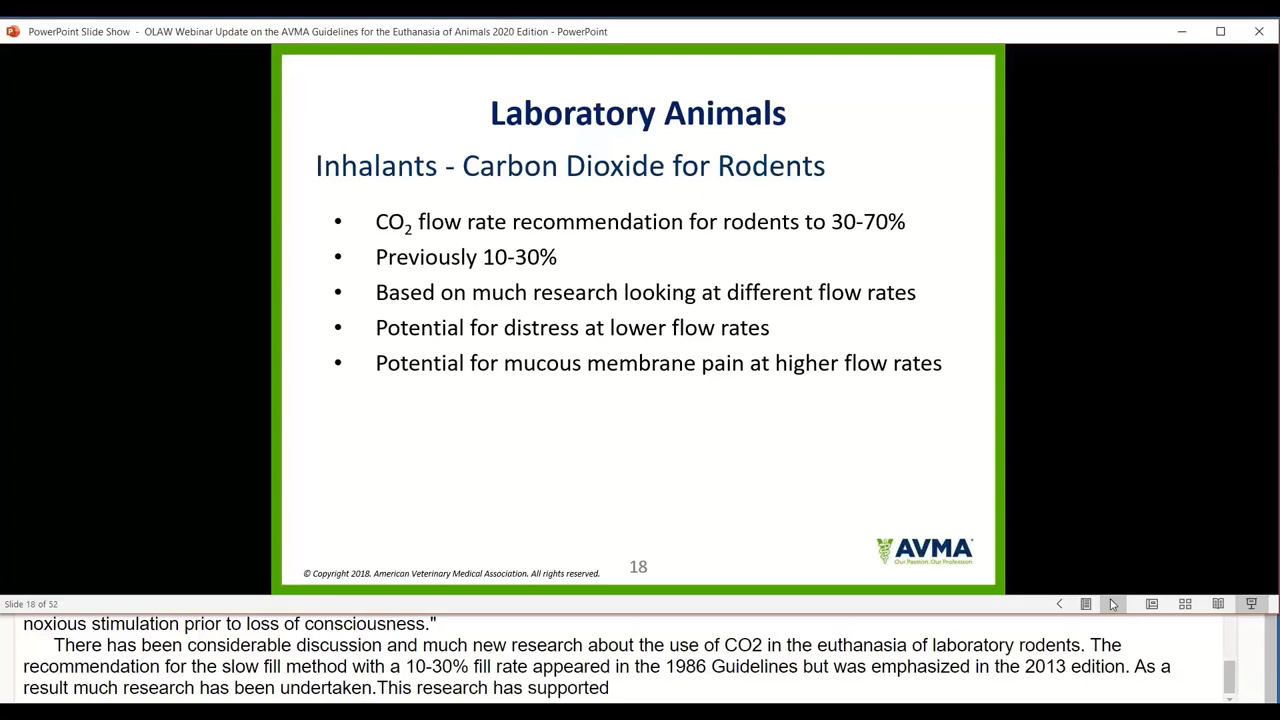 PowerPoint Slide Show - OLAW Webinar Update on the AVMA Guidelines for the Euthanasia of Animals 2020 Edition - PowerPoint
Laboratory Animals
Inhalants - Carbon Dioxide for Rodents
• CO₂ flow rate recommendation for rodents to 30-70%
• Previously 10-30%
• Based on much research looking at different flow rates
• Potential for distress at lower flow rates
• Potential for mucous membrane pain at higher flow rates
AVMA
Our Passion. Our Profession.
© Copyright 2018. American Veterinary Medical Association. All rights reserved.
18
Slide 18 of 52
noxious stimulation prior to loss of consciousness."
There has been considerable discussion and much new research about the use of CO2 in the euthanasia of laboratory rodents. The
recommendation for the slow fill method with a 10-30% fill rate appeared in the 1986 Guidelines but was emphasized in the 2013 edition. As a
result much research has been undertaken.This research has supported